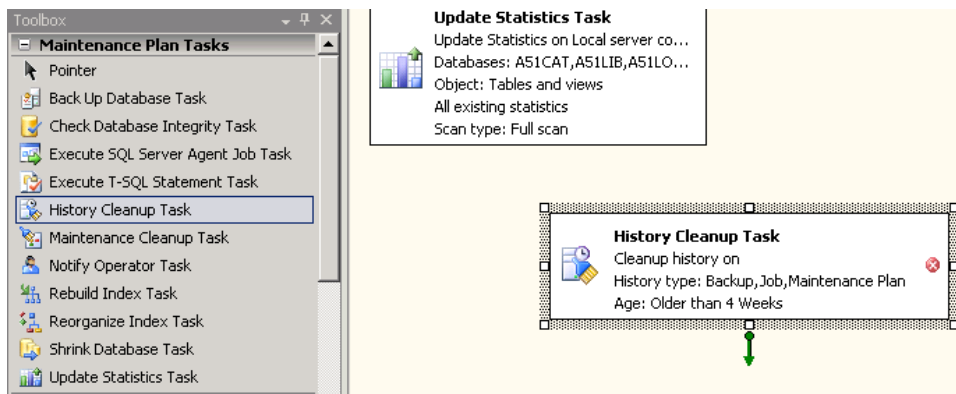 Toolbox
Maintenance Plan Tasks
Pointer
Back Up Database Task
Check Database Integrity Task
Execute SQL Server Agent Job Task
Execute T-SQL Statement Task
History Cleanup Task
Maintenance Cleanup Task
Notify Operator Task
Rebuild Index Task
Reorganize Index Task
Shrink Database Task
Update Statistics Task
Update Statistics Task
Update Statistics on Local server co...
Databases: A51CAT,A51LIB,A51LO...
Object: Tables and views
All existing statistics
Scan type: Full scan
History Cleanup Task
Cleanup history on
History type: Backup,Job,Maintenance Plan
Age: Older than 4 Weeks